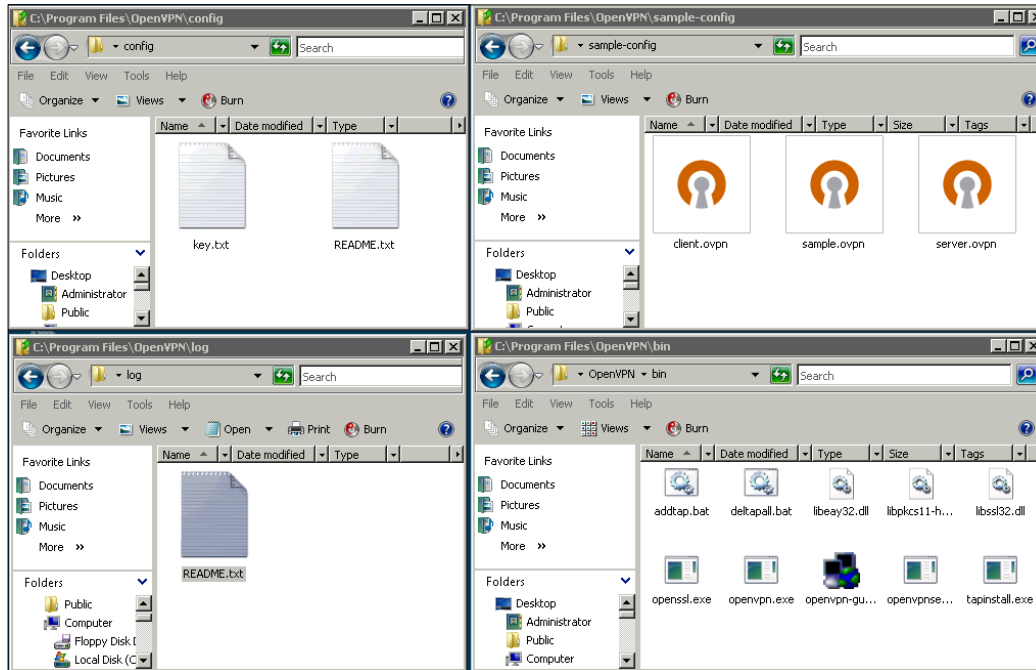 C:\Program Files\OpenVPN\config
config
Search
File Edit View Tools Help
Organize Views Burn
Favorite Links
Documents
Pictures
Music
More »
Folders
Desktop
Administrator
Public
Name Date modified Type
key.txt README.txt
C:\Program Files\OpenVPN\sample-config
sample-config
Search
File Edit View Tools Help
Organize Views Burn
Favorite Links
Documents
Pictures
Music
More »
Folders
Desktop
Administrator
Public
Name Date modified Type Size Tags
client.ovpn sample.ovpn server.ovpn
C:\Program Files\OpenVPN\log
log
Search
File Edit View Tools Help
Organize Views Open Print Burn
Favorite Links
Documents
Pictures
Music
More »
Folders
Public
Computer
Floppy Disk D
Local Disk (C
Name Date modified Type
README.txt
C:\Program Files\OpenVPN\bin
OpenVPN bin
Search
File Edit View Tools Help
Organize Views Burn
Favorite Links
Documents
Pictures
Music
More »
Folders
Desktop
Administrator
Public
Computer
Name Date modified Type Size Tags
addtap.bat deltapall.bat libeay32.dll libpkcs11-h... libssl32.dll
openssl.exe openvpn.exe openvpn-gu... openvpnse... tapinstall.exe